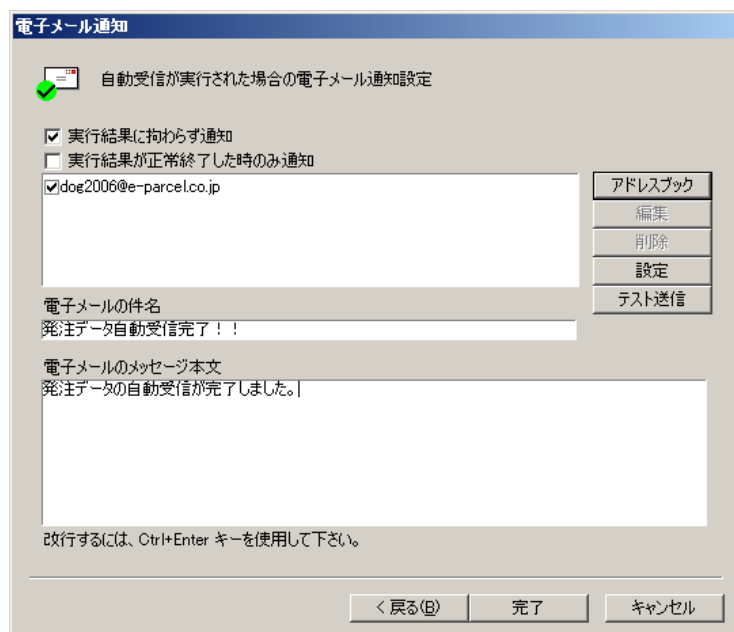 電子メール通知
自動受信が実行された場合の電子メール通知設定
実行結果に拘わらず通知
実行結果が正常終了した時のみ通知
dog2006@e-parcel.co.jp
アドレスブック
編集
削除
設定
テスト送信
電子メールの件名
発注データ自動受信完了！！
電子メールのメッセージ本文
発注データの自動受信が完了しました。
改行するには、Ctrl+Enter キーを使用して下さい。
< 戻る(B) 完了 キャンセル